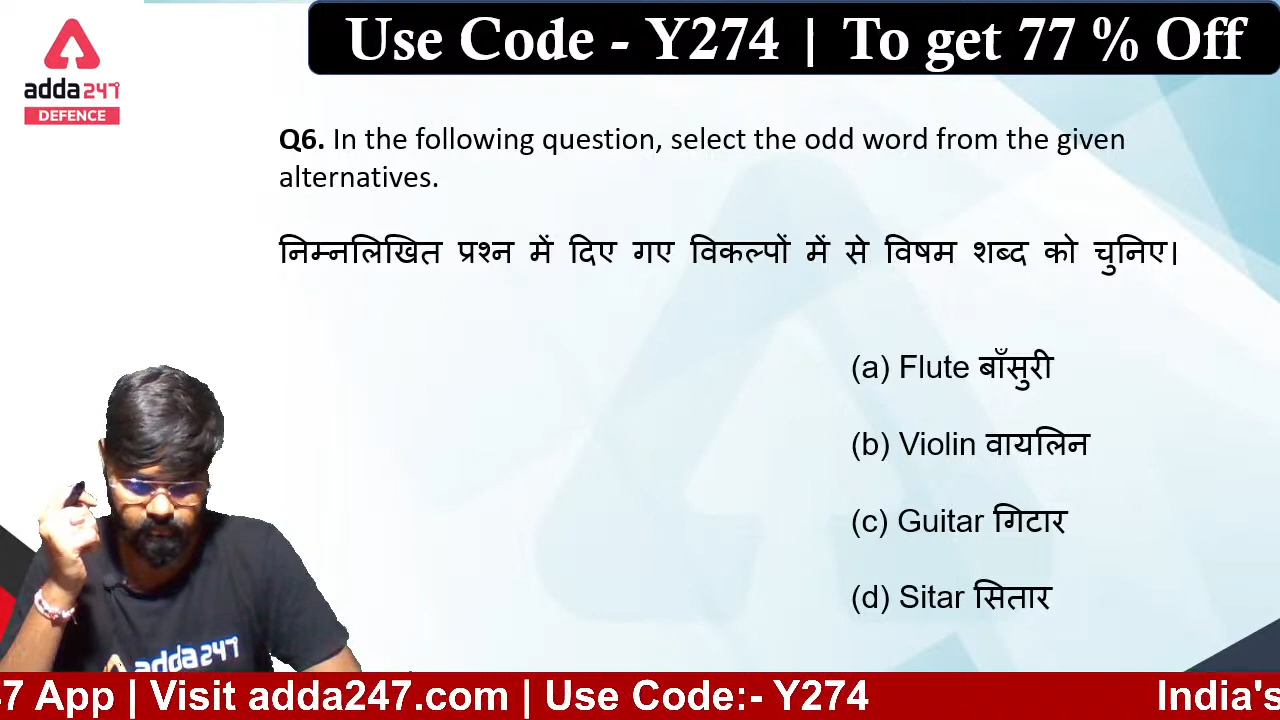 Use Code - Y274 | To get 77 % Off
adda247
DEFENCE
Q6. In the following question, select the odd word from the given
alternatives.
निम्नलिखित प्रश्न में दिए गए विकल्पों में से विषम शब्द को चुनिए।
(a) Flute बाँसुरी
(b) Violin वायलिन
(c) Guitar गिटार
(d) Sitar सितार
adda247
47 App | Visit adda247.com | Use Code:- Y274 India's